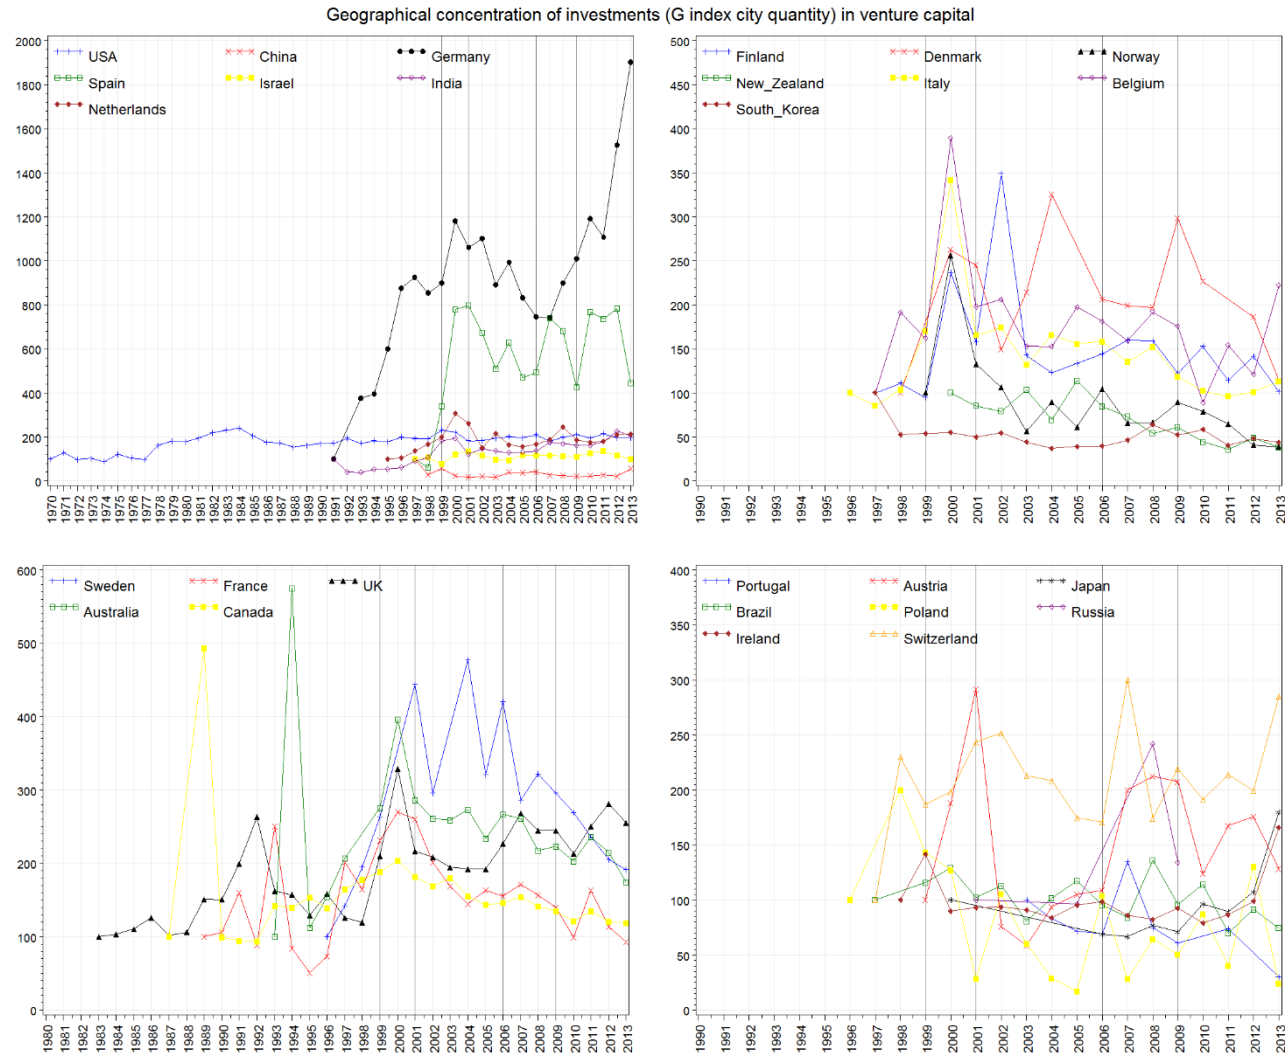 Geographical concentration of investments (G index city quantity) in venture capital
USA China Germany
Spain Israel India
Netherlands
2000
1800
1600
1400
1200
1000
800
600
400
200
0
1970 1971 1972 1973 1974 1975 1976 1977 1978 1979 1980 1981 1982 1983 1984 1985 1986 1987 1988 1989 1990 1991 1992 1993 1994 1995 1996 1997 1998 1999 2000 2001 2002 2003 2004 2005 2006 2007 2008 2009 2010 2011 2012 2013
Finland Denmark Norway
New_Zealand Italy Belgium
South_Korea
500
450
400
350
300
250
200
150
100
50
0
1990 1991 1992 1993 1994 1995 1996 1997 1998 1999 2000 2001 2002 2003 2004 2005 2006 2007 2008 2009 2010 2011 2012 2013
Sweden France UK
Australia Canada
600
500
400
300
200
100
0
1980 1981 1982 1983 1984 1985 1986 1987 1988 1989 1990 1991 1992 1993 1994 1995 1996 1997 1998 1999 2000 2001 2002 2003 2004 2005 2006 2007 2008 2009 2010 2011 2012 2013
Portugal Austria Japan
Brazil Poland Russia
Ireland Switzerland
400
350
300
250
200
150
100
50
0
1990 1991 1992 1993 1994 1995 1996 1997 1998 1999 2000 2001 2002 2003 2004 2005 2006 2007 2008 2009 2010 2011 2012 2013